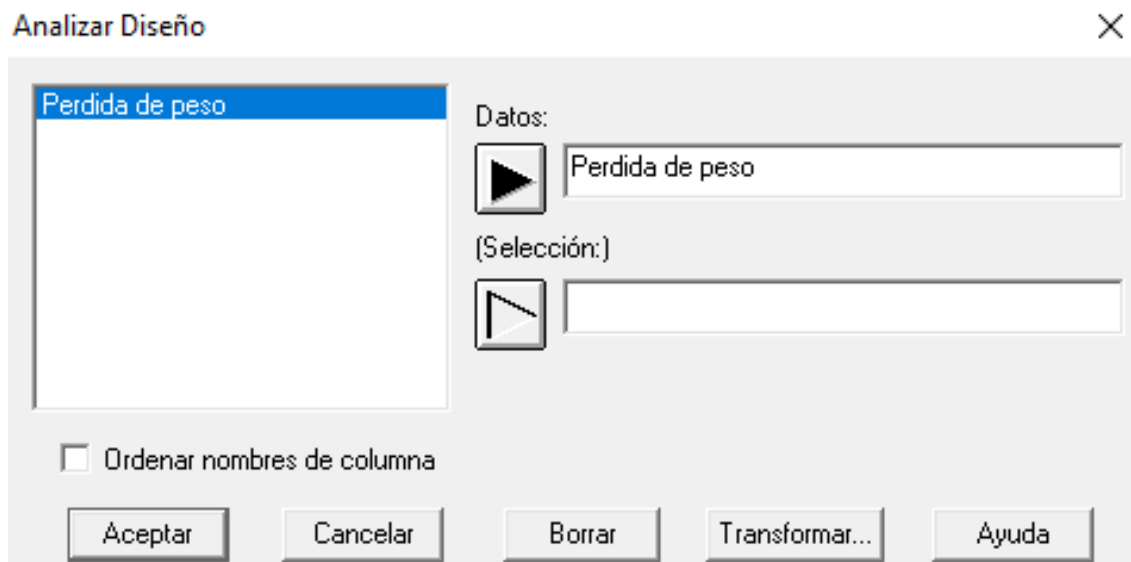 Analizar Diseño
Perdida de peso
Datos:
Perdida de peso
(Selección:)
Ordenar nombres de columna
Aceptar
Cancelar
Borrar
Transformar...
Ayuda